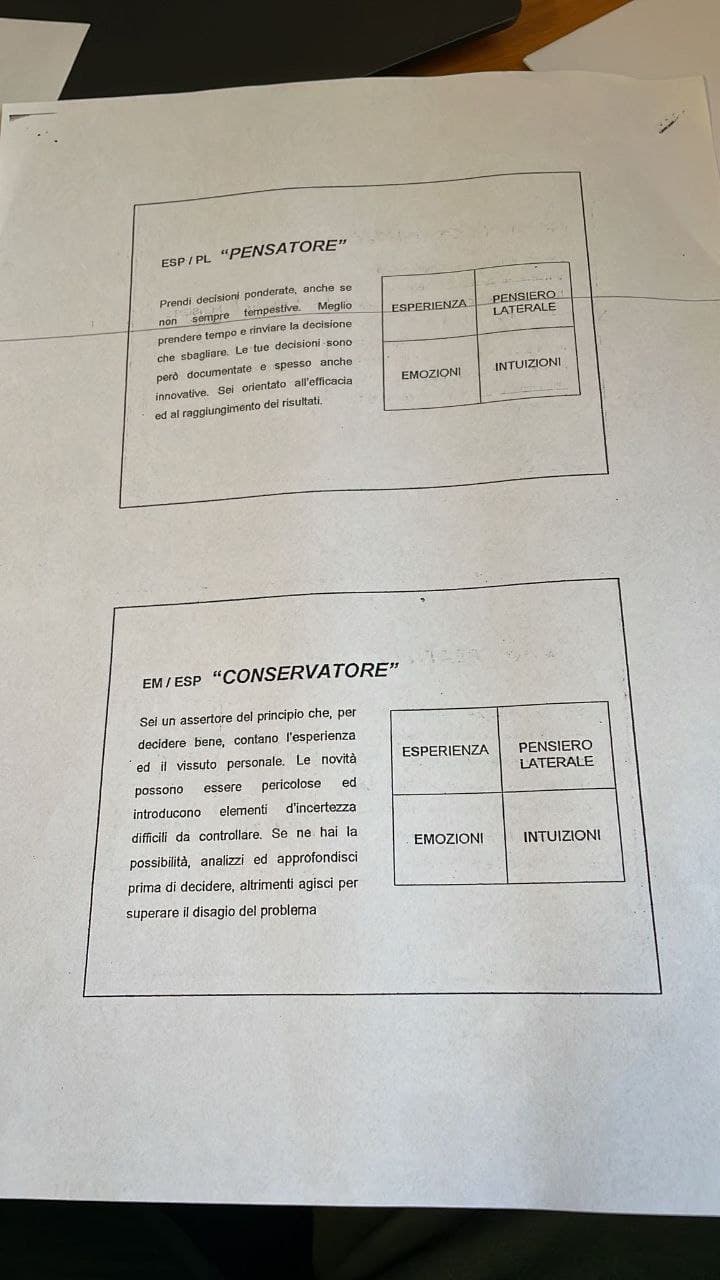 ESP / PL “PENSATORE”
Prendi decisioni ponderate, anche se
non sempre tempestive. Meglio
prendere tempo e rinviare la decisione
che sbagliare. Le tue decisioni sono
però documentate e spesso anche
innovative. Sei orientato all'efficacia
ed al raggiungimento dei risultati.
ESPERIENZA
PENSIERO
LATERALE
EMOZIONI
INTUIZIONI
EM / ESP “CONSERVATORE”
Sei un assertore del principio che, per
decidere bene, contano l'esperienza
ed il vissuto personale. Le novità
possono essere pericolose ed
introducono elementi d'incertezza
difficili da controllare. Se ne hai la
possibilità, analizzi ed approfondisci
prima di decidere, altrimenti agisci per
superare il disagio del problema
ESPERIENZA
PENSIERO
LATERALE
EMOZIONI
INTUIZIONI